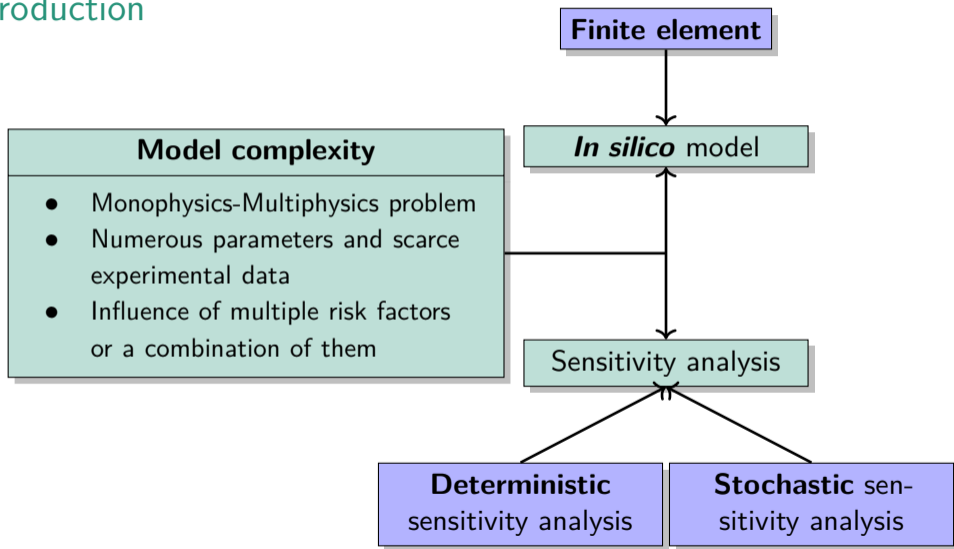 roduction
Finite element
In silico model
Model complexity
● Monophysics-Multiphysics problem
● Numerous parameters and scarce
experimental data
● Influence of multiple risk factors
or a combination of them
Sensitivity analysis
Deterministic
sensitivity analysis
Stochastic sen-
sitivity analysis